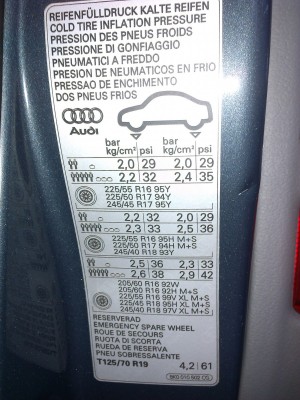 REIFENFÜLLDRUCK KALTE REIFEN
COLD TIRE INFLATION PRESSURE
PRESSION DES PNEUS FROIDS
PRESSIONE DI GONFIAGGIO
PNEUMATICI A FREDDO
PRESION DE NEUMATICOS EN FRIO
PRESSAO DE ENCHIMENTO
DOS PNEUS FRIOS
Audi
bar kg/cm² psi bar kg/cm² psi
2,0 29 2,0 29
2,2 32 2,4 35
225/55 R16 95Y
225/50 R17 94Y
245/45 R17 95Y
2,2 32 2,0 29
2,3 33 2,5 36
225/55 R16 95H M+S
225/50 R17 94H M+S
245/40 R18 93Y
2,5 36 2,3 33
2,6 38 2,9 42
205/60 R16 92W
205/60 R16 92H M+S
225/55 R16 99V XL M+S
225/45 R18 95H XL M+S
245/40 R18 97V XL M+S
RESERVERAD
EMERGENCY SPARE WHEEL
ROUE DE SECOURS
RUOTA DI SCORTA
RUEDA DE RESERVA
PNEU SOBRESALENTE
T125/70 R19 4,2 61